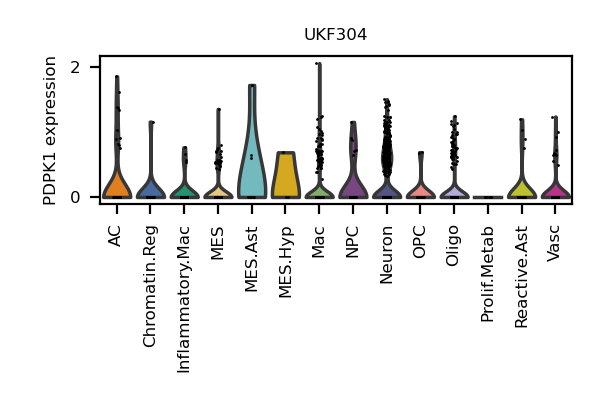 UKF304
PDPK1 expression
2
0
AC
Chromatin.Reg
Inflammatory.Mac
MES
MES.Ast
MES.Hyp
Mac
NPC
Neuron
OPC
Oligo
Prolif.Metab
Reactive.Ast
Vasc